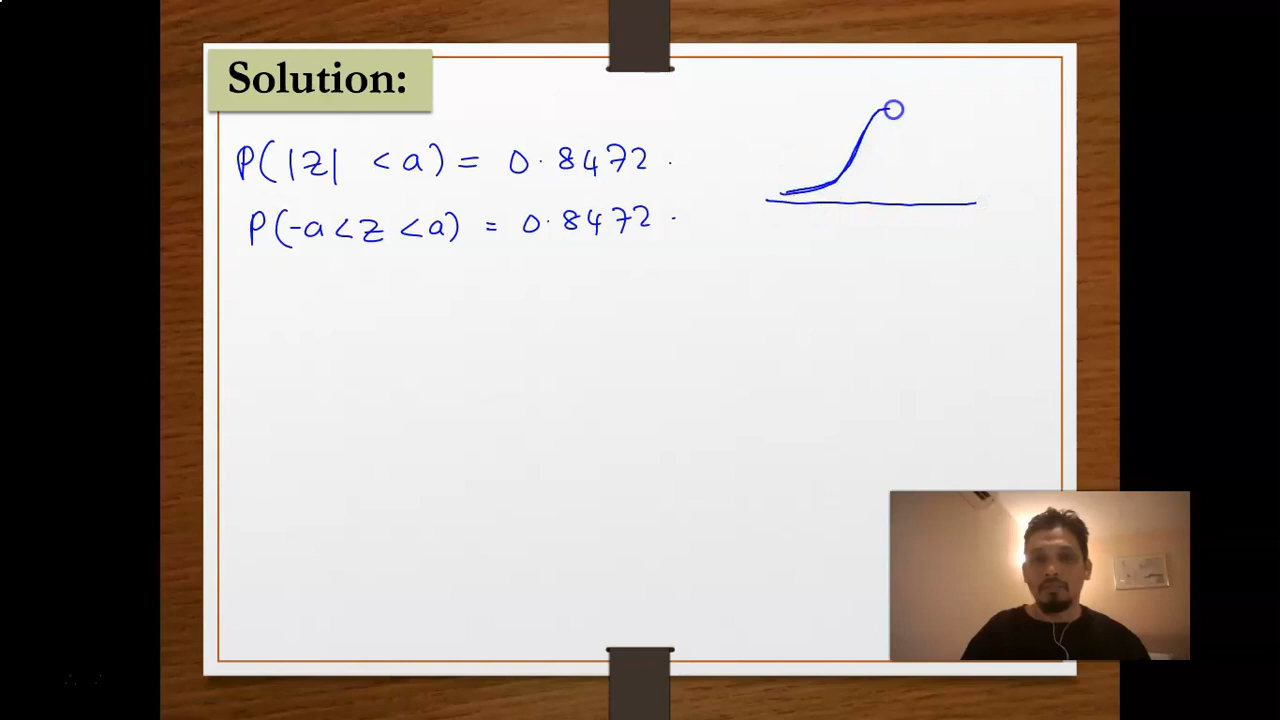 Solution:
P(|z| < a) = 0.8472.
P(-a < z < a) = 0.8472.